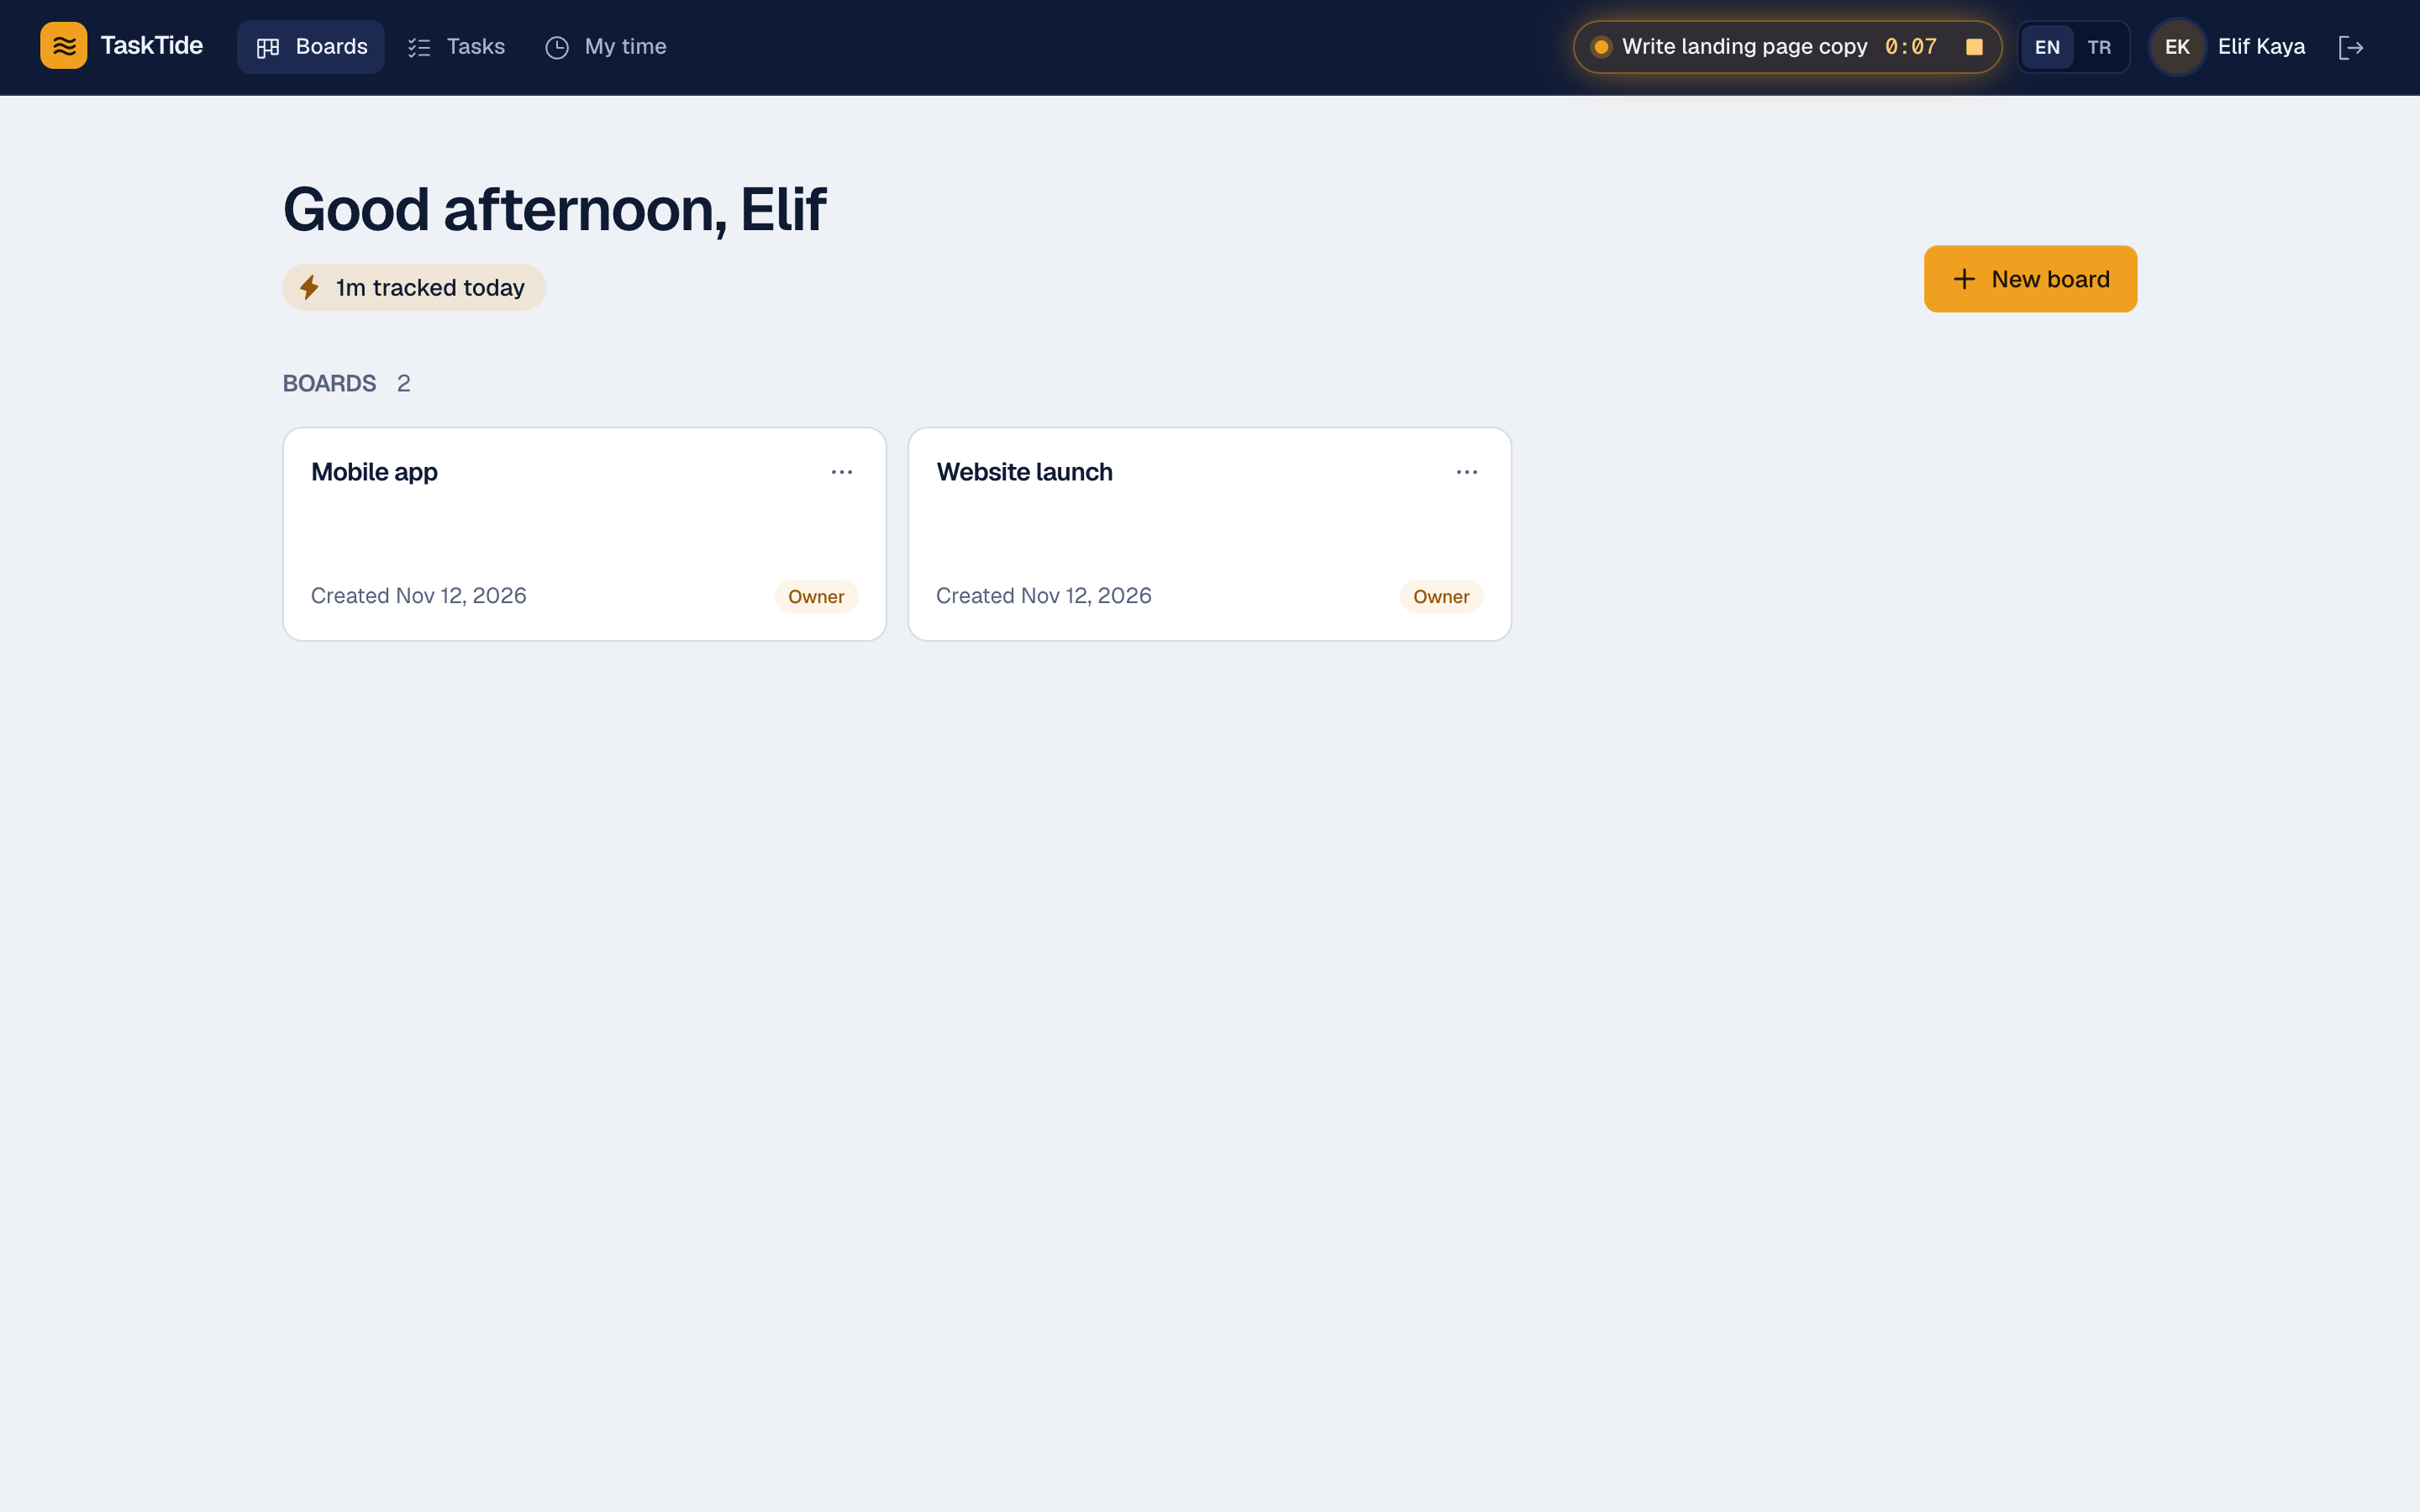 TaskTide Boards Tasks My time Write landing page copy 0:07 EN TR EK Elif Kaya
Good afternoon, Elif
1m tracked today
New board
BOARDS 2
Mobile app
Website launch
Created Nov 12, 2026 Owner
Created Nov 12, 2026 Owner